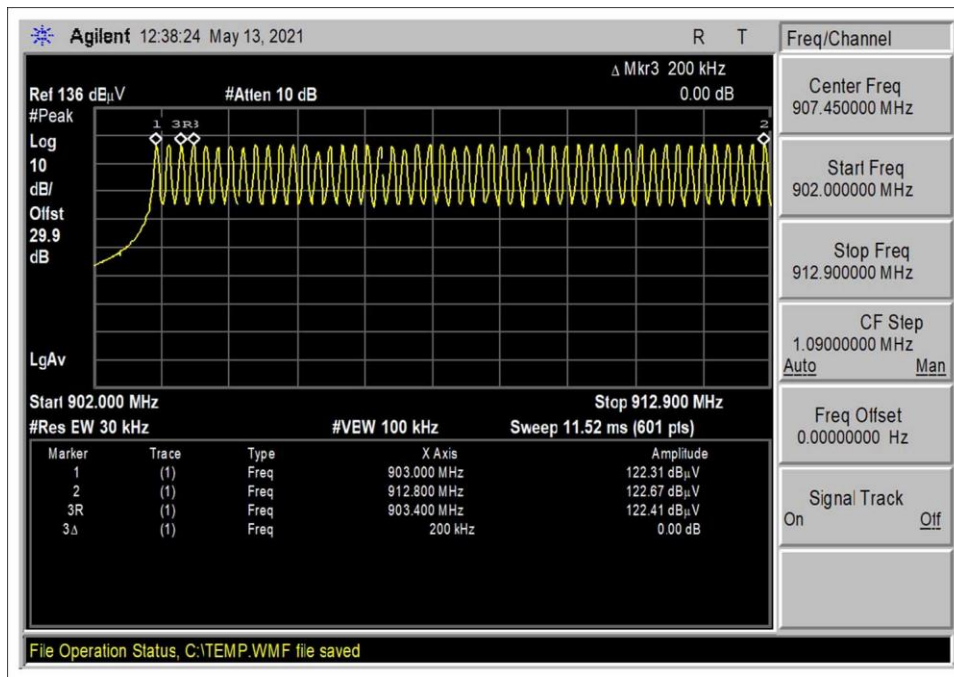 Agilent 12:38:24 May 13, 2021 R T
Δ Mkr3 200 kHz
Ref 136 dBµV #Atten 10 dB 0.00 dB
#Peak
Log
10
dB/
Offst
29.9
dB
LgAv
1 3R3 2
Start 902.000 MHz Stop 912.900 MHz
#Res EW 30 kHz #VEW 100 kHz Sweep 11.52 ms (601 pts)
Marker Trace Type X Axis Amplitude
1 (1) Freq 903.000 MHz 122.31 dBµV
2 (1) Freq 912.800 MHz 122.67 dBµV
3R (1) Freq 903.400 MHz 122.41 dBµV
3Δ (1) Freq 200 kHz 0.00 dB
File Operation Status, C:\TEMP.WMF file saved
Freq/Channel
Center Freq
907.450000 MHz
Start Freq
902.000000 MHz
Stop Freq
912.900000 MHz
CF Step
1.09000000 MHz
Auto Man
Freq Offset
0.00000000 Hz
Signal Track
On Off